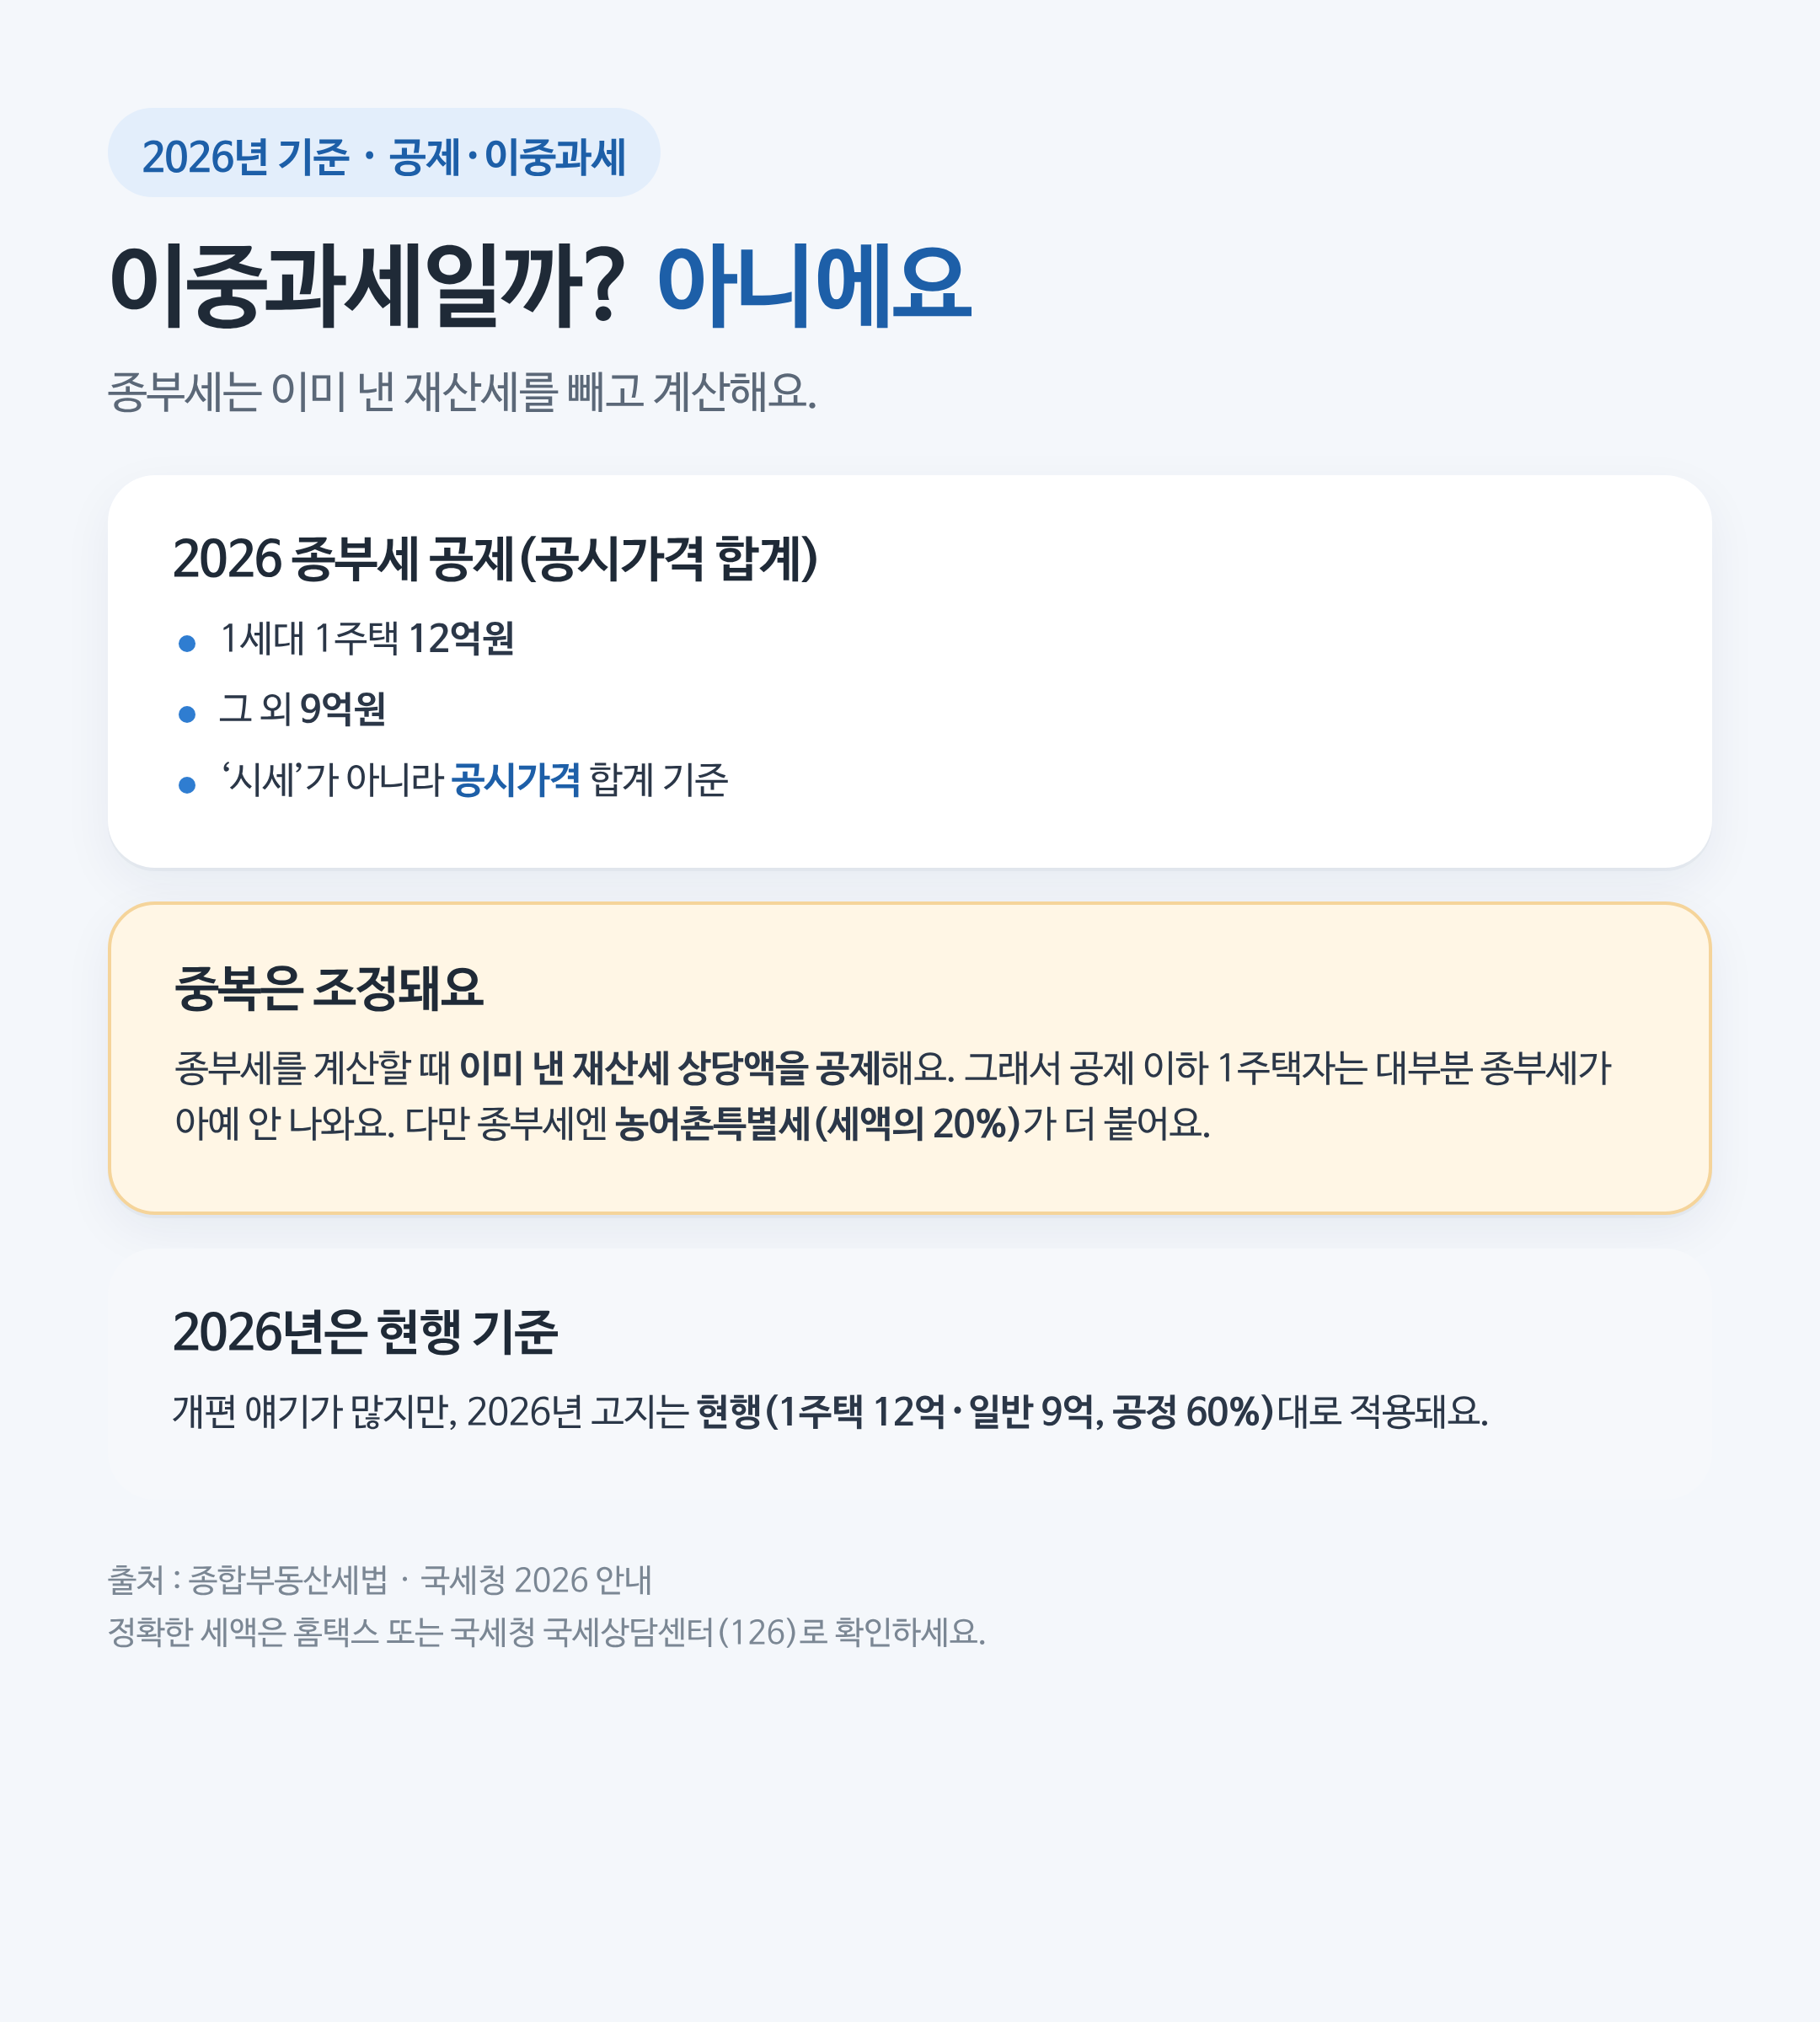 2026년 기준 · 공제·이중과세
이중과세일까? 아니에요
종부세는 이미 낸 재산세를 빼고 계산해요.
2026 종부세 공제(공시가격 합계)
● 1세대 1주택 12억원
● 그 외 9억원
● ‘시세’가 아니라 공시가격 합계 기준
중복은 조정돼요
종부세를 계산할 때 이미 낸 재산세 상당액을 공제해요. 그래서 공제 이하 1주택자는 대부분 종부세가
아예 안 나와요. 다만 종부세엔 농어촌특별세(세액의 20%)가 더 붙어요.
2026년은 현행 기준
개편 얘기가 많지만, 2026년 고지는 현행(1주택 12억·일반 9억, 공정 60%)대로 적용돼요.
출처 : 종합부동산세법 · 국세청 2026 안내
정확한 세액은 홈택스 또는 국세청 국세상담센터(126)로 확인하세요.